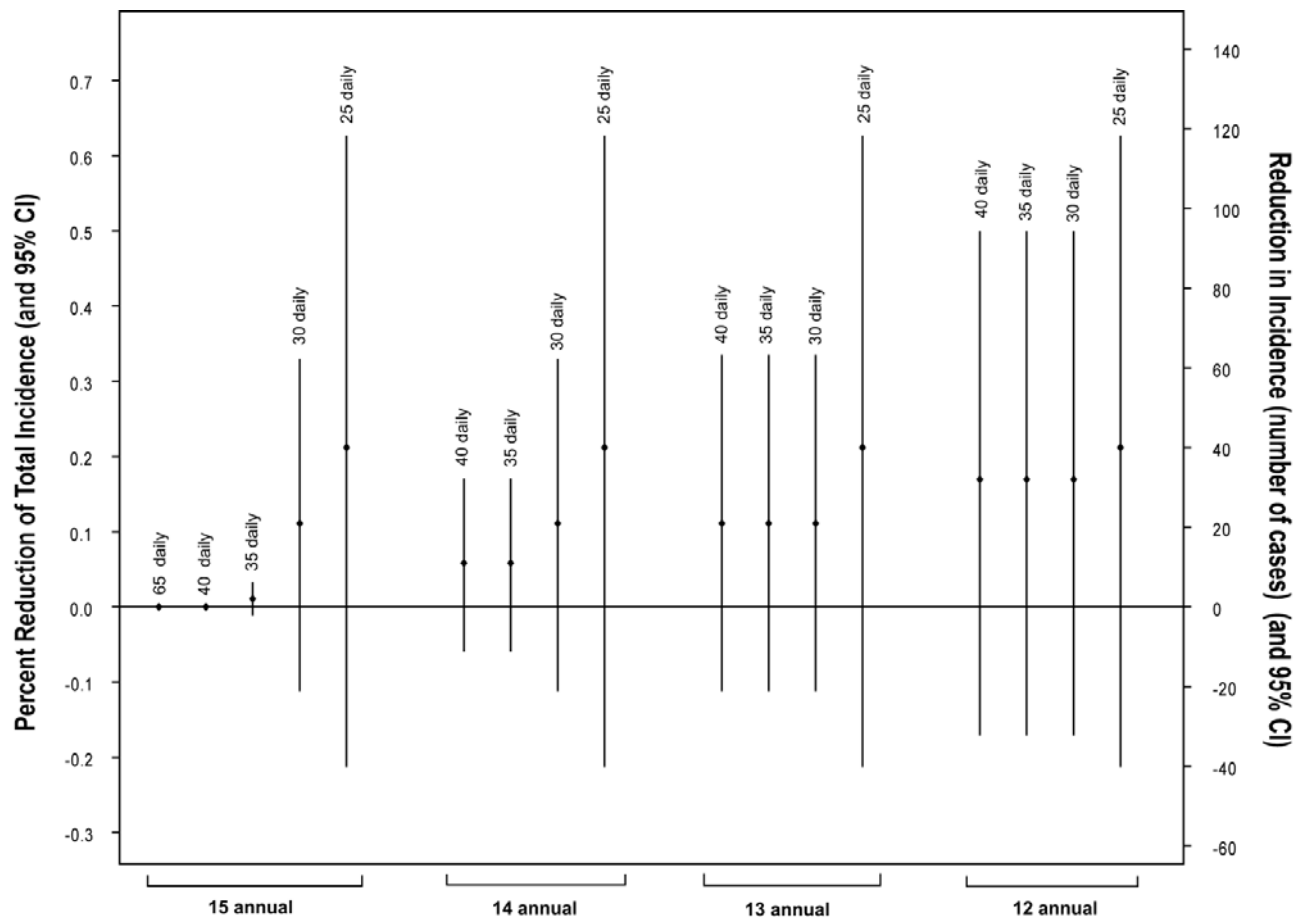 Percent Reduction of Total Incidence (and 95% CI)
0.7
0.6
0.5
0.4
0.3
0.2
0.1
0.0
-0.1
-0.2
-0.3
65 daily
40 daily
35 daily
30 daily
25 daily
40 daily
35 daily
30 daily
25 daily
40 daily
35 daily
30 daily
25 daily
40 daily
35 daily
30 daily
25 daily
140
120
100
80
60
40
20
0
-20
-40
-60
Reduction in Incidence (number of cases) (and 95% CI)
15 annual
14 annual
13 annual
12 annual